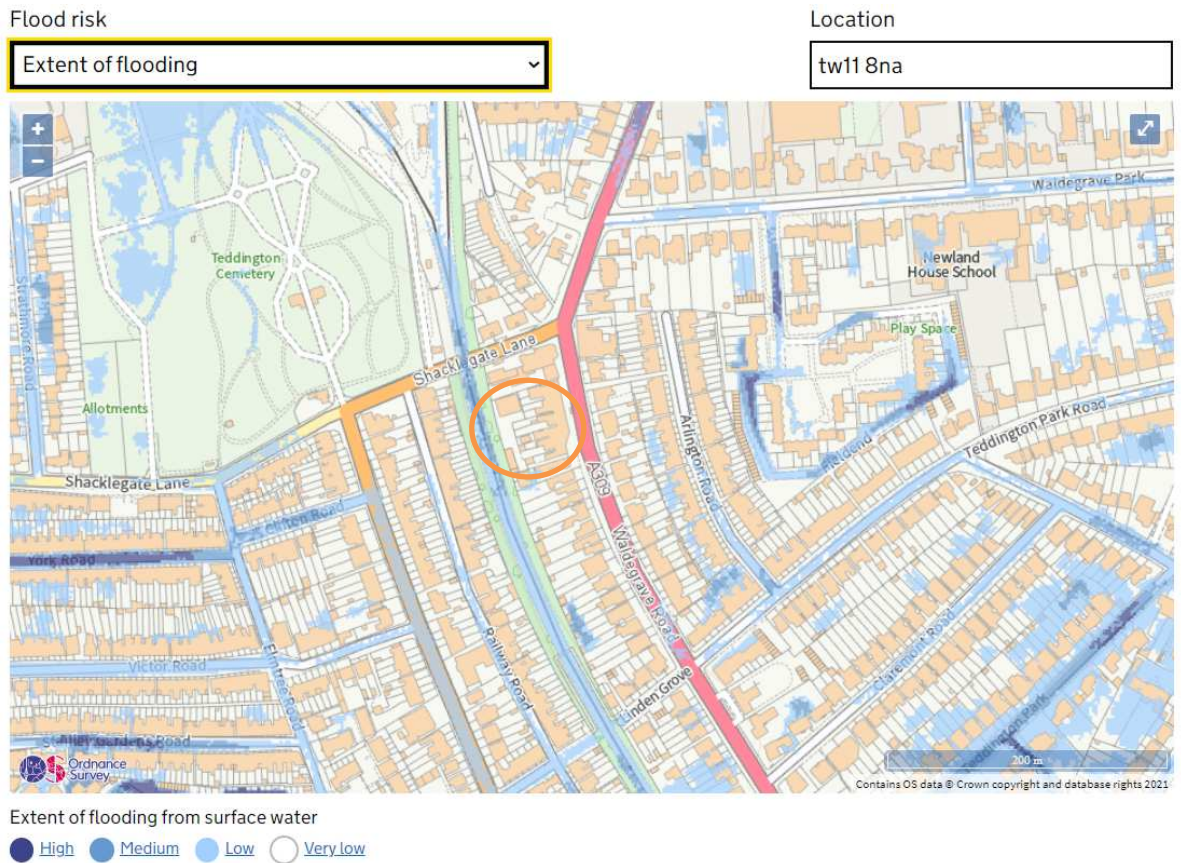 Flood risk
Location
Extent of flooding
tw11 8na
+
−
Waldegrave Park
Teddington
Cemetery
Newland
House School
Strathmore Road
Play Space
Shacklegate Lane
Allotments
Arlington Road
Teddington Park Road
Shacklegate Lane
A309
Clifton Road
York Road
Waldegrave Road
Railway Road
Victor Road
Elmtree Road
Clarendon? Road
Linden Grove
Teddington Park
Gardens Road
Ordnance
Survey
200 m
Contains OS data © Crown copyright and database rights 2021
Extent of flooding from surface water
High Medium Low Very low